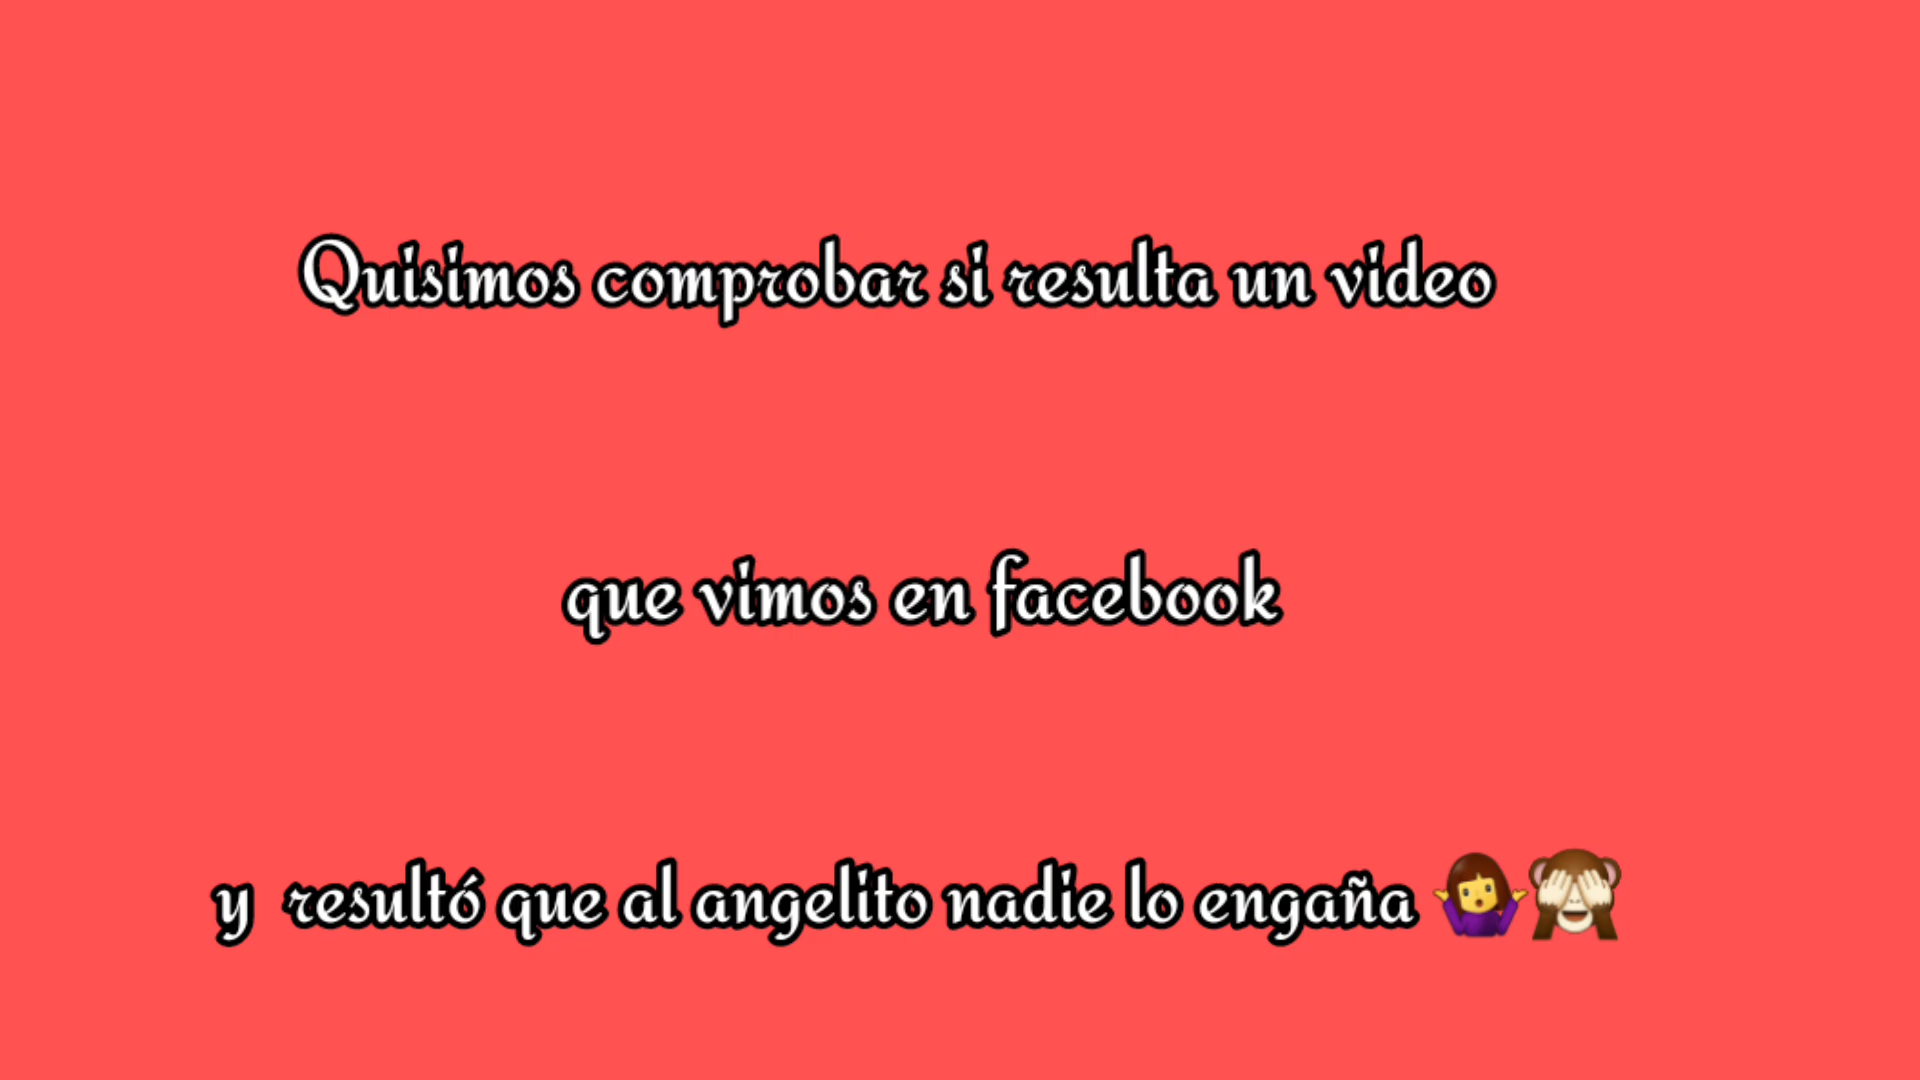 Quisimos comprobar si resulta un video
que vimos en facebook
y resultó que al angelito nadie lo engaña 🤷‍♀️🙈